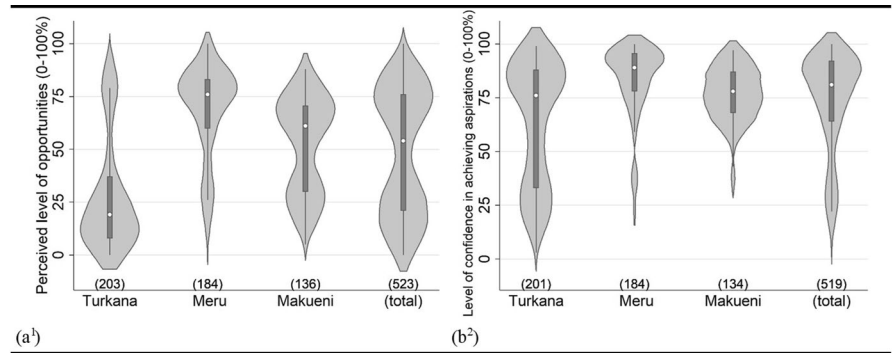 Perceived level of opportunities (0-100%)
100
75
50
25
0
(203) (184) (136) (523)
Turkana Meru Makueni (total)
(a¹)
Level of confidence in achieving aspirations (0-100%)
100
75
50
25
0
(201) (184) (134) (519)
Turkana Meru Makueni (total)
(b²)